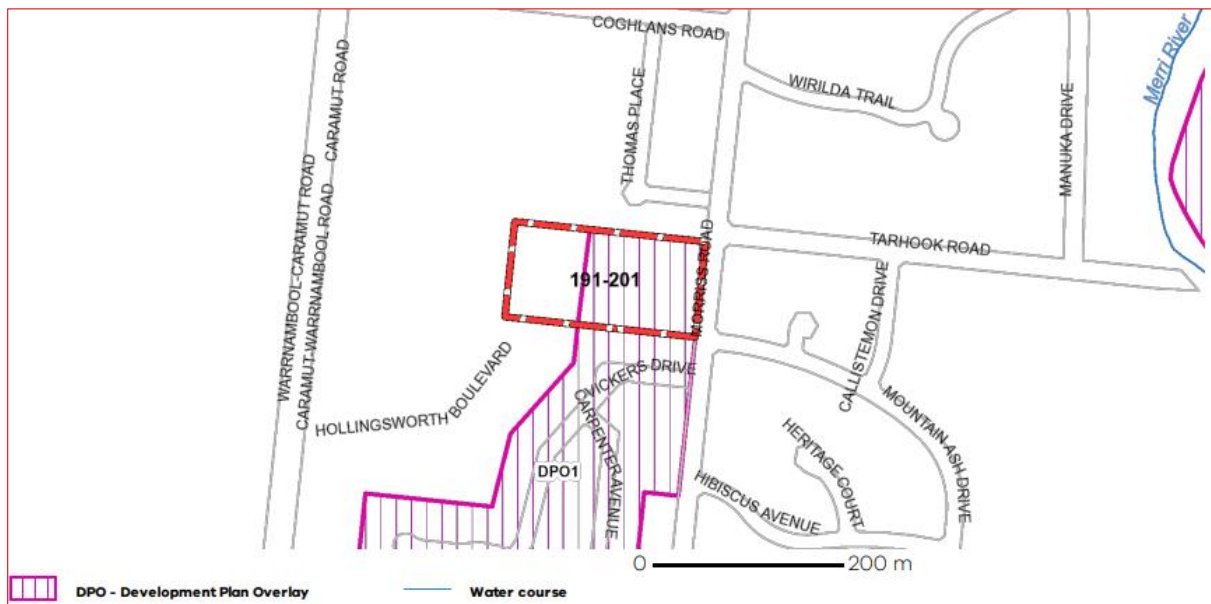 COGHLANS ROAD
WIRILDA TRAIL
Merri River
CARAMUT ROAD
THOMAS PLACE
MANUKA DRIVE
WARRNAMBOOL-CARAMUT ROAD
CARAMUT-WARRNAMBOOL ROAD
TARHOOK ROAD
MORRISS ROAD
191-201
CALLISTEMON DRIVE
VICKERS DRIVE
HOLLINGSWORTH BOULEVARD
CARPENTER AVENUE
MOUNTAIN ASH DRIVE
HERITAGE COURT
DPO1
HIBISCUS AVENUE
0 200 m
DPO - Development Plan Overlay
Water course